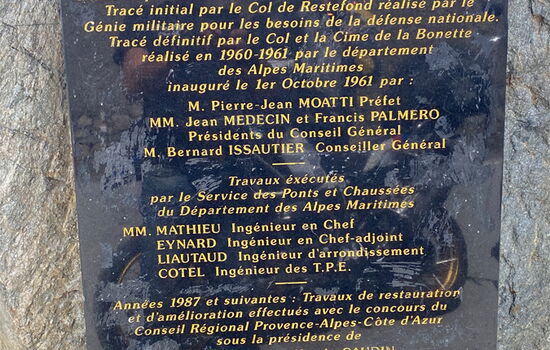 Tracé initial par le Col de Restefond réalisé par le
Génie militaire pour les besoins de la défense nationale.
Tracé définitif par le Col et la Cime de la Bonette
réalisé en 1960-1961 par le département
des Alpes Maritimes
inauguré le 1er Octobre 1961 par :
M. Pierre-Jean MOATTI Préfet
MM. Jean MEDECIN et Francis PALMERO
Présidents du Conseil Général
M. Bernard ISSAUTIER Conseiller Général
Travaux éxécutés
par le Service des Ponts et Chaussées
du Département des Alpes Maritimes
MM. MATHIEU Ingénieur en Chef
EYNARD Ingénieur en Chef-adjoint
LIAUTAUD Ingénieur d'arrondissement
COTEL Ingénieur des T.P.E.
Années 1987 et suivantes : Travaux de restauration
et d'amélioration effectués avec le concours du
Conseil Régional Provence-Alpes-Côte d'Azur
sous la présidence de
GAUDIN